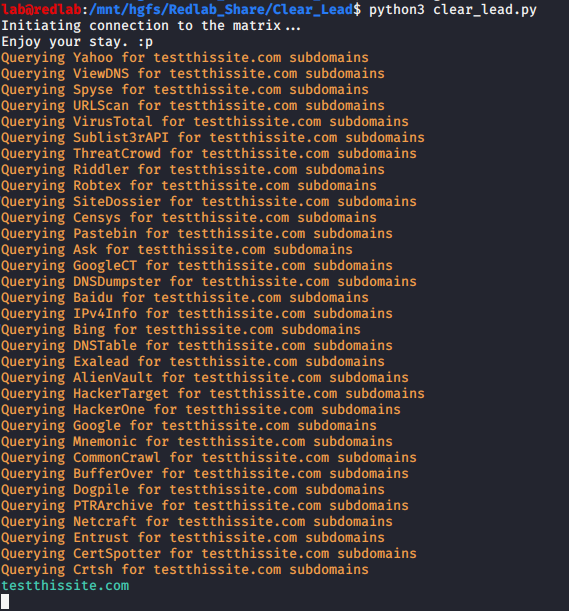 lab@redlab:/mnt/hgfs/Redlab_Share/Clear_Lead$ python3 clear_lead.py
Initiating connection to the matrix...
Enjoy your stay. :p
Querying Yahoo for testthissite.com subdomains
Querying ViewDNS for testthissite.com subdomains
Querying Spyse for testthissite.com subdomains
Querying URLScan for testthissite.com subdomains
Querying VirusTotal for testthissite.com subdomains
Querying Sublist3rAPI for testthissite.com subdomains
Querying ThreatCrowd for testthissite.com subdomains
Querying Riddler for testthissite.com subdomains
Querying Robtex for testthissite.com subdomains
Querying SiteDossier for testthissite.com subdomains
Querying Censys for testthissite.com subdomains
Querying Pastebin for testthissite.com subdomains
Querying Ask for testthissite.com subdomains
Querying GoogleCT for testthissite.com subdomains
Querying DNSDumpster for testthissite.com subdomains
Querying Baidu for testthissite.com subdomains
Querying IPv4Info for testthissite.com subdomains
Querying Bing for testthissite.com subdomains
Querying DNSTable for testthissite.com subdomains
Querying Exalead for testthissite.com subdomains
Querying AlienVault for testthissite.com subdomains
Querying HackerTarget for testthissite.com subdomains
Querying HackerOne for testthissite.com subdomains
Querying Google for testthissite.com subdomains
Querying Mnemonic for testthissite.com subdomains
Querying CommonCrawl for testthissite.com subdomains
Querying BufferOver for testthissite.com subdomains
Querying Dogpile for testthissite.com subdomains
Querying PTRArchive for testthissite.com subdomains
Querying Netcraft for testthissite.com subdomains
Querying Entrust for testthissite.com subdomains
Querying CertSpotter for testthissite.com subdomains
Querying Crtsh for testthissite.com subdomains
testthissite.com